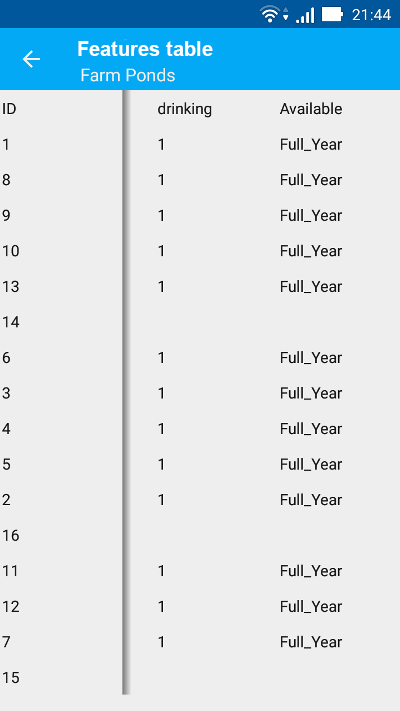 21:44
Features table
Farm Ponds
ID drinking Available
1 1 Full_Year
8 1 Full_Year
9 1 Full_Year
10 1 Full_Year
13 1 Full_Year
14
6 1 Full_Year
3 1 Full_Year
4 1 Full_Year
5 1 Full_Year
2 1 Full_Year
16
11 1 Full_Year
12 1 Full_Year
7 1 Full_Year
15